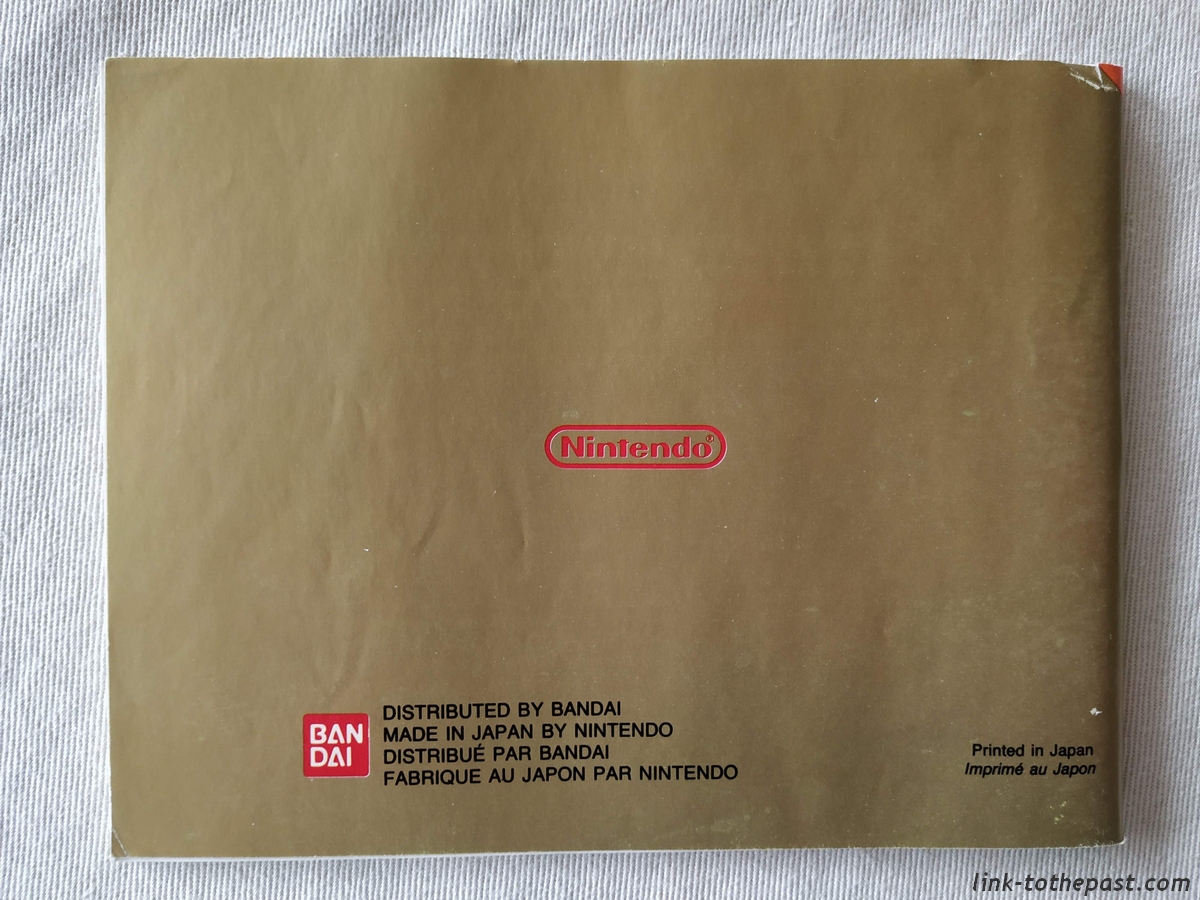 Nintendo®
BAN
DAI
DISTRIBUTED BY BANDAI
MADE IN JAPAN BY NINTENDO
DISTRIBUÉ PAR BANDAI
FABRIQUE AU JAPON PAR NINTENDO
Printed in Japan
Imprimé au Japon
link-tothepast.com